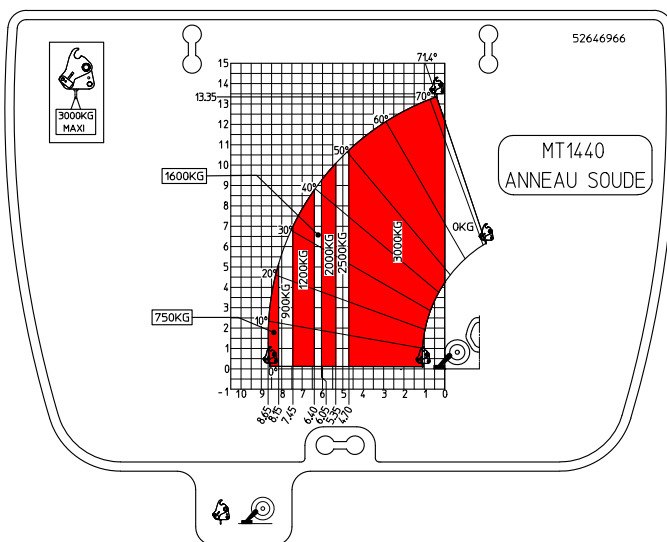 52646966
3000KG
MAXI
MT1440
ANNEAU SOUDE
15
14
13.35
13
12
11
10
9
8
7
6
5
4
3
2
1
0
-1
71.4°
70°
60°
50°
40°
30°
20°
10°
0°
1600KG
750KG
900KG
1200KG
2000KG
2500KG
3000KG
0KG
10 9 8 7 6 5 4 3 2 1 0
8.65
8.15
7.45
6.40
6.05
5.35
4.70